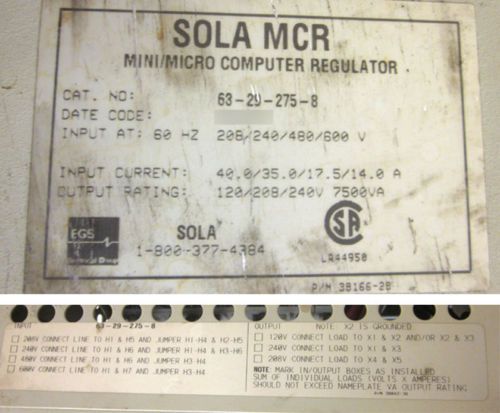 SOLA MCR
MINI/MICRO COMPUTER REGULATOR
CAT. NO: 63-29-275-8
DATE CODE:
INPUT AT: 60 HZ 208/240/480/600 V
INPUT CURRENT: 40.0/35.0/17.5/14.0 A
OUTPUT RATING: 120/208/240V 7500VA
EGS
Electrical Group
SOLA
1-800-377-4384
SA
LR44950
P/N 38166-28
INPUT 63-29-275-8
208V CONNECT LINE TO H1 & H5 AND JUMPER H1-H4 & H2-H5
240V CONNECT LINE TO H1 & H6 AND JUMPER H1-H4 & H3-H6
480V CONNECT LINE TO H1 & H6 AND JUMPER H3-H4
600V CONNECT LINE TO H1 & H7 AND JUMPER H3-H4
OUTPUT NOTE: X2 IS GROUNDED
120V CONNECT LOAD TO X1 & X2 AND/OR X2 & X3
240V CONNECT LOAD TO X1 & X3
208V CONNECT LOAD TO X4 & X5
NOTE: MARK IN/OUTPUT BOXES AS INSTALLED
SUM OF INDIVIDUAL LOADS (VOLTS X AMPERES)
SHOULD NOT EXCEED NAMEPLATE VA OUTPUT RATING